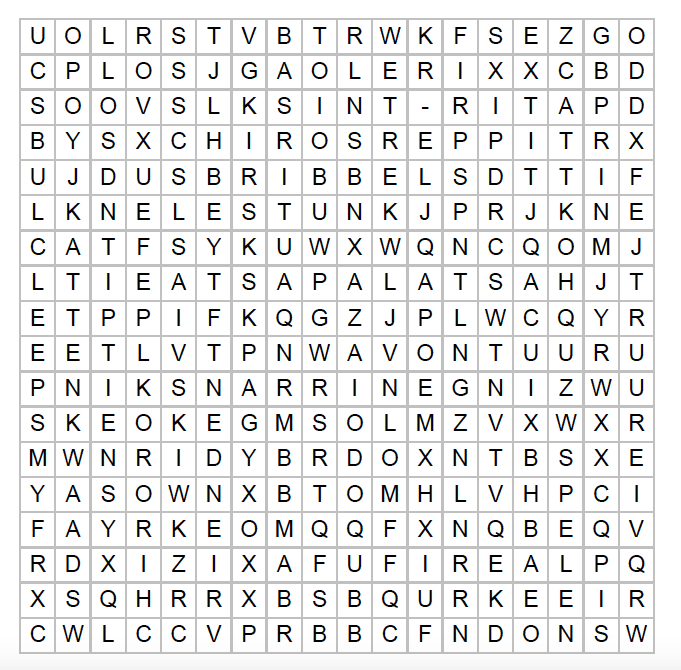 U O L R S T V B T R W K F S E Z G O
C P L O S J G A O L E R I X X C B D
S O O V S L K S I N T - R I T A P D
B Y S X C H I R O S R E P P I T R X
U J D U S B R I B B E L S D T T I F
L K N E L E S T U N K J P R J K N E
C A T F S Y K U W X W Q N C Q O M J
L T I E A T S A P A L A T S A H J T
E T P P I F K Q G Z J P L W C Q Y R
E E T L V T P N W A V O N T U U R U
P N I K S N A R R I N E G N I Z W U
S K E O K E G M S O L M Z V X W X R
M W N R I D Y B R D O X N T B S X E
Y A S O W N X B T O M H L V H P C I
F A Y R K E O M Q Q F X N Q B E Q V
R D X I Z I X A F U F I R E A L P Q
X S Q H R R X B S B Q U R K E E I R
C W L C C V P R B B C F N D O N S W